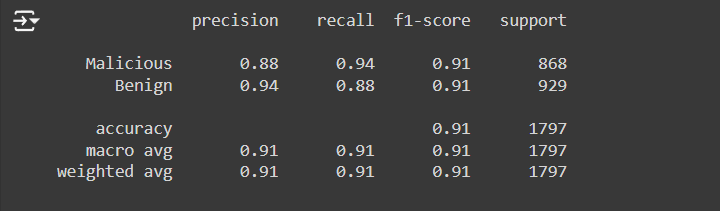 precision recall f1-score support
Malicious 0.88 0.94 0.91 868
Benign 0.94 0.88 0.91 929
accuracy 0.91 1797
macro avg 0.91 0.91 0.91 1797
weighted avg 0.91 0.91 0.91 1797